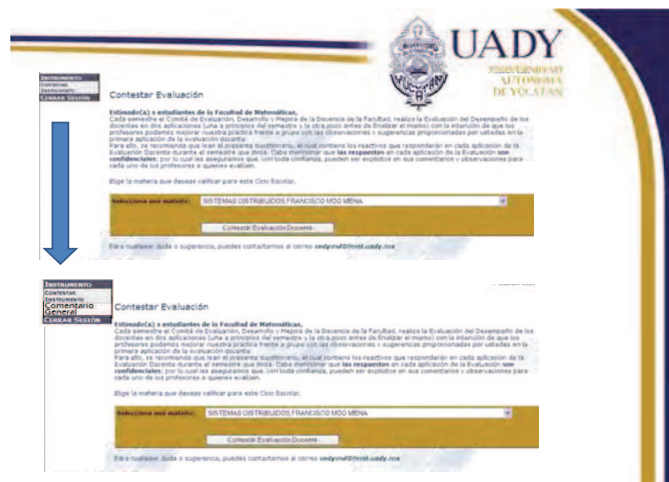 UADY
UNIVERSIDAD
AUTÓNOMA
DE YUCATÁN
INSTRUMENTO
CONTESTAR
INSTRUMENTO
CERRAR SESIÓN
Contestar Evaluación
Estimado(a) s estudiantes de la Facultad de Matemáticas,
Cada semestre el Comité de Evaluación, Desarrollo y Mejora de la Docencia de la Facultad, realiza la Evaluación del Desempeño de los
docentes en dos aplicaciones (una a principios del semestre y la otra poco antes de finalizar el mismo) con la intención de que los
profesores podamos mejorar nuestra práctica frente a grupo con las observaciones y sugerencias proporcionadas por ustedes en la
primera aplicación de la evaluación docente.
Para ello, se recomienda que lean el presente cuestionario, el cual contiene los reactivos que responderán en cada aplicación de la
Evaluación Docente durante el semestre que inicia. Cabe mencionar que las respuestas en cada aplicación de la Evaluación son
confidenciales; por lo cual les aseguramos que, con toda confianza, pueden ser explícitos en sus comentarios y observaciones para
cada uno de los profesores a quienes evalúen.
Elige la materia que deseas calificar para este Ciclo Escolar.
Selecciona una materia: SISTEMAS DISTRIBUIDOS,FRANCISCO MOO MENA
Contestar Evaluación Docente
Para cualquier duda o sugerencia, puedes contactarnos al correo
INSTRUMENTO
CONTESTAR
INSTRUMENTO
Comentario
General
CERRAR SESIÓN
Contestar Evaluación
Estimado(a) s estudiantes de la Facultad de Matemáticas,
Cada semestre el Comité de Evaluación, Desarrollo y Mejora de la Docencia de la Facultad, realiza la Evaluación del Desempeño de los
docentes en dos aplicaciones (una a principios del semestre y la otra poco antes de finalizar el mismo) con la intención de que los
profesores podamos mejorar nuestra práctica frente a grupo con las observaciones y sugerencias proporcionadas por ustedes en la
primera aplicación de la evaluación docente.
Para ello, se recomienda que lean el presente cuestionario, el cual contiene los reactivos que responderán en cada aplicación de la
Evaluación Docente durante el semestre que inicia. Cabe mencionar que las respuestas en cada aplicación de la Evaluación son
confidenciales; por lo cual les aseguramos que, con toda confianza, pueden ser explícitos en sus comentarios y observaciones para
cada uno de los profesores a quienes evalúen.
Elige la materia que deseas calificar para este Ciclo Escolar.
Selecciona una materia: SISTEMAS DISTRIBUIDOS,FRANCISCO MOO MENA
Contestar Evaluación Docente
Para cualquier duda o sugerencia, puedes contactarnos al correo